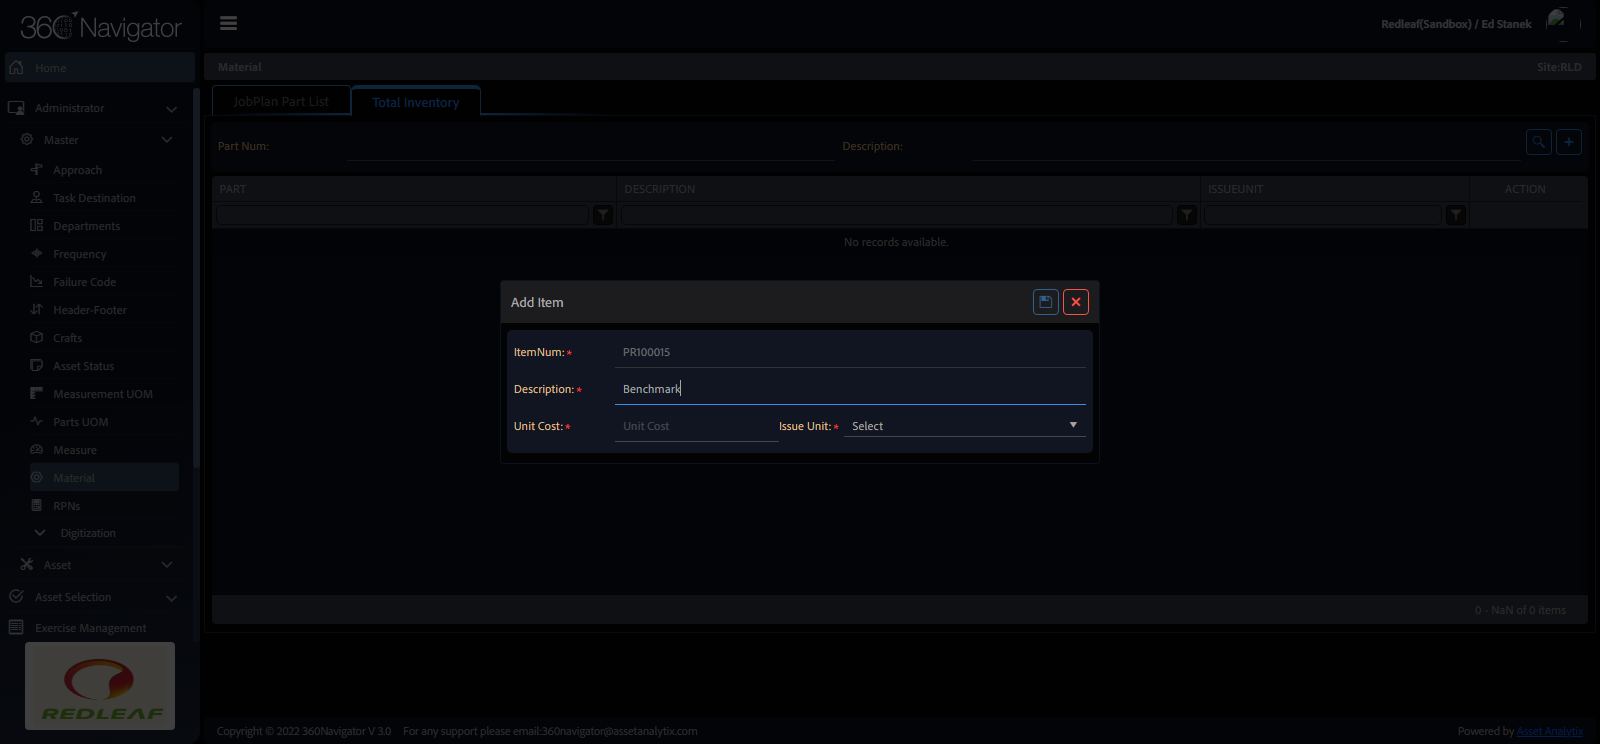 360 Navigator
Redleaf(Sandbox) / Ed Stanek
Home
Material
Site:RLD
Administrator
JobPlan Part List
Total Inventory
Master
Part Num:
Description:
Approach
PART
DESCRIPTION
ISSUEUNIT
ACTION
Task Destination
Departments
No records available.
Frequency
Failure Code
Header-Footer
Crafts
Asset Status
Measurement UOM
Parts UOM
Measure
Material
RPNs
Digitization
Asset
Asset Selection
Exercise Management
Add Item
ItemNum:*
PR100015
Description:*
Benchmark
Unit Cost:*
Unit Cost
Issue Unit:*
Select
0 - NaN of 0 items
REDLEAF
Copyright © 2022 360Navigator V 3.0
For any support please email:360navigator@assetanalytix.com
Powered by Asset Analytix